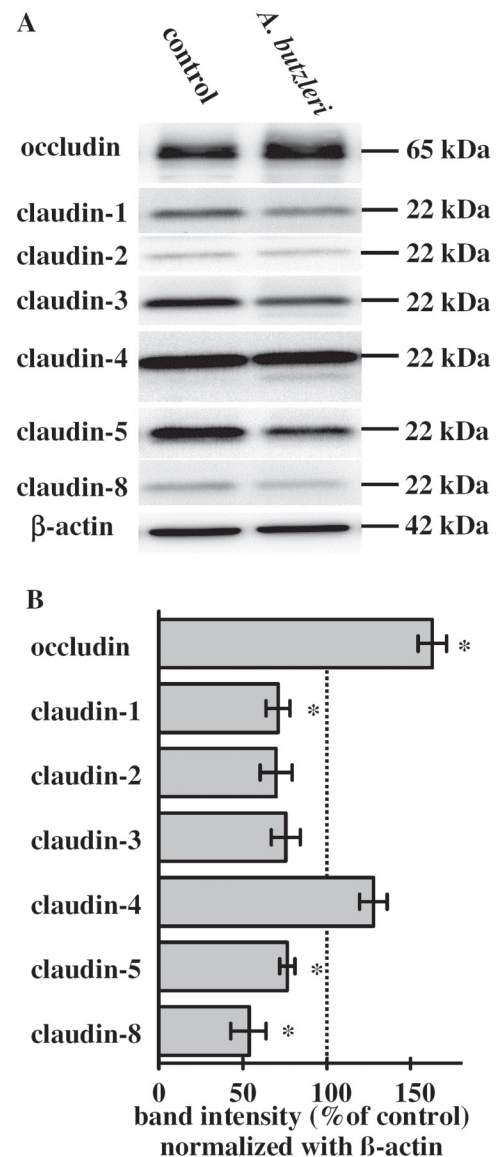 A
control A. butzleri
occludin 65 kDa
claudin-1 22 kDa
claudin-2 22 kDa
claudin-3 22 kDa
claudin-4 22 kDa
claudin-5 22 kDa
claudin-8 22 kDa
β-actin 42 kDa
B
occludin *
claudin-1 *
claudin-2
claudin-3
claudin-4
claudin-5 *
claudin-8 *
0 50 100 150
band intensity (% of control)
normalized with ß-actin